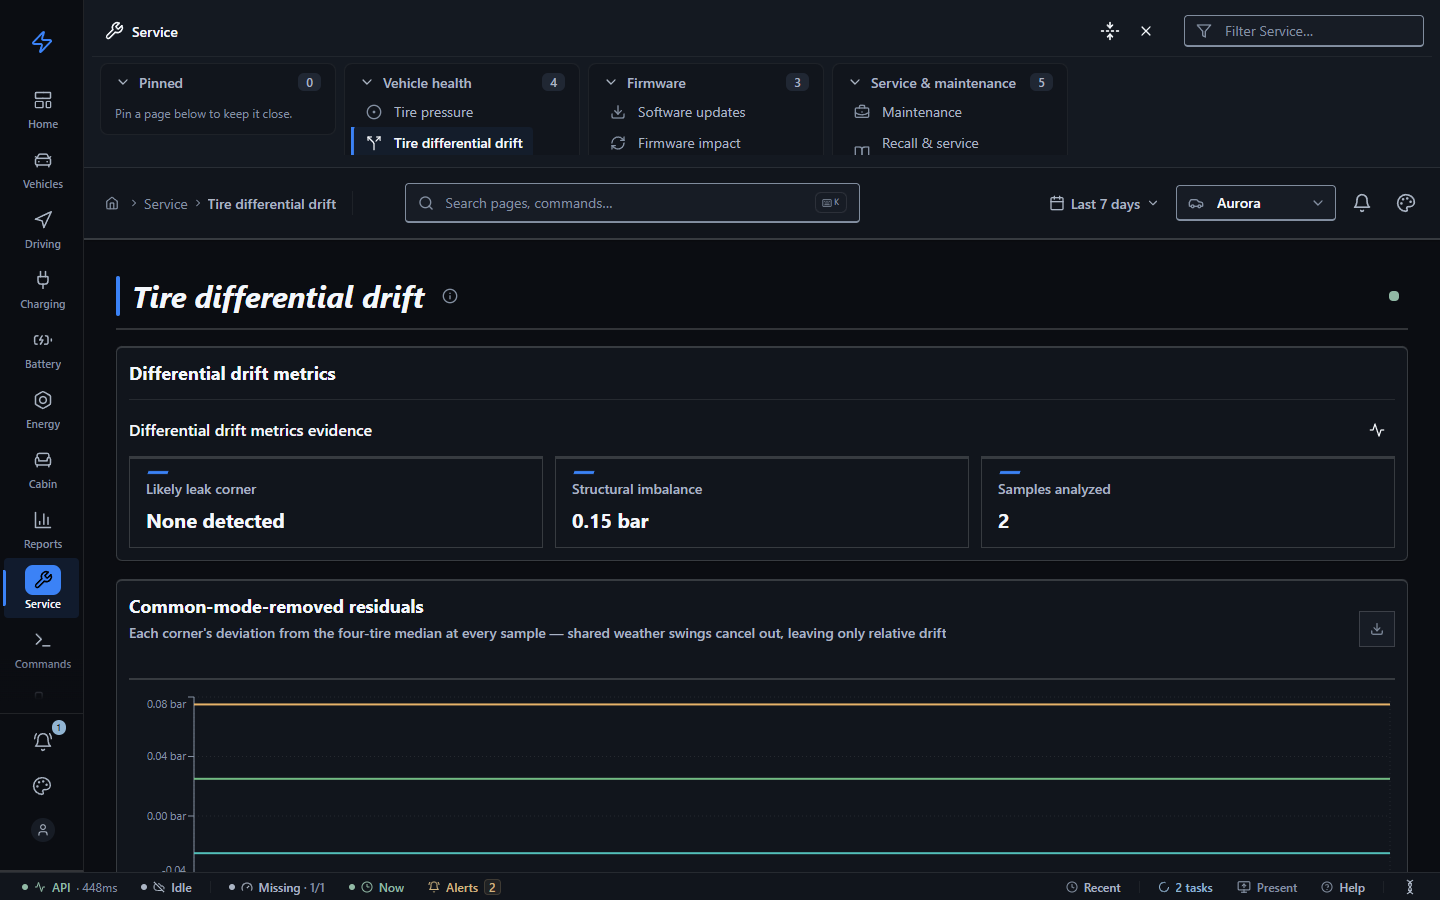 Service
Filter Service...
Pinned 0
Pin a page below to keep it close.
Vehicle health 4
Tire pressure
Tire differential drift
Firmware 3
Software updates
Firmware impact
Service & maintenance 5
Maintenance
Recall & service
Home
Vehicles
Driving
Charging
Battery
Energy
Cabin
Reports
Service
Commands
1
Service
Tire differential drift
Search pages, commands...
K
Last 7 days
Aurora
Tire differential drift
Differential drift metrics
Differential drift metrics evidence
Likely leak corner
None detected
Structural imbalance
0.15 bar
Samples analyzed
2
Common-mode-removed residuals
Each corner's deviation from the four-tire median at every sample — shared weather swings cancel out, leaving only relative drift
0.08 bar
0.04 bar
0.00 bar
-0.04
API · 448ms
Idle
Missing · 1/1
Now
Alerts 2
Recent
2 tasks
Present
Help